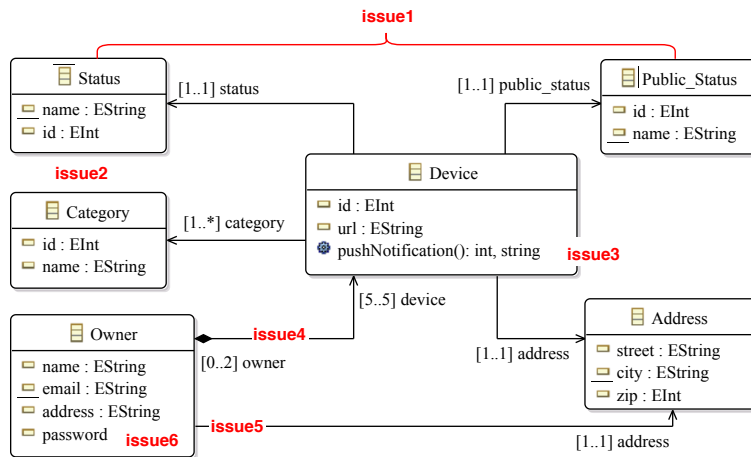 issue1
Status
name : EString
id : EInt
[1..1] status
[1..1] public_status
Public_Status
id : EInt
name : EString
issue2
Device
id : EInt
url : EString
pushNotification(): int, string
issue3
Category
id : EInt
name : EString
[1..*] category
[5..5] device
issue4
[0..2] owner
Owner
name : EString
email : EString
address : EString
password
issue6
issue5
[1..1] address
Address
street : EString
city : EString
zip : EInt
[1..1] address